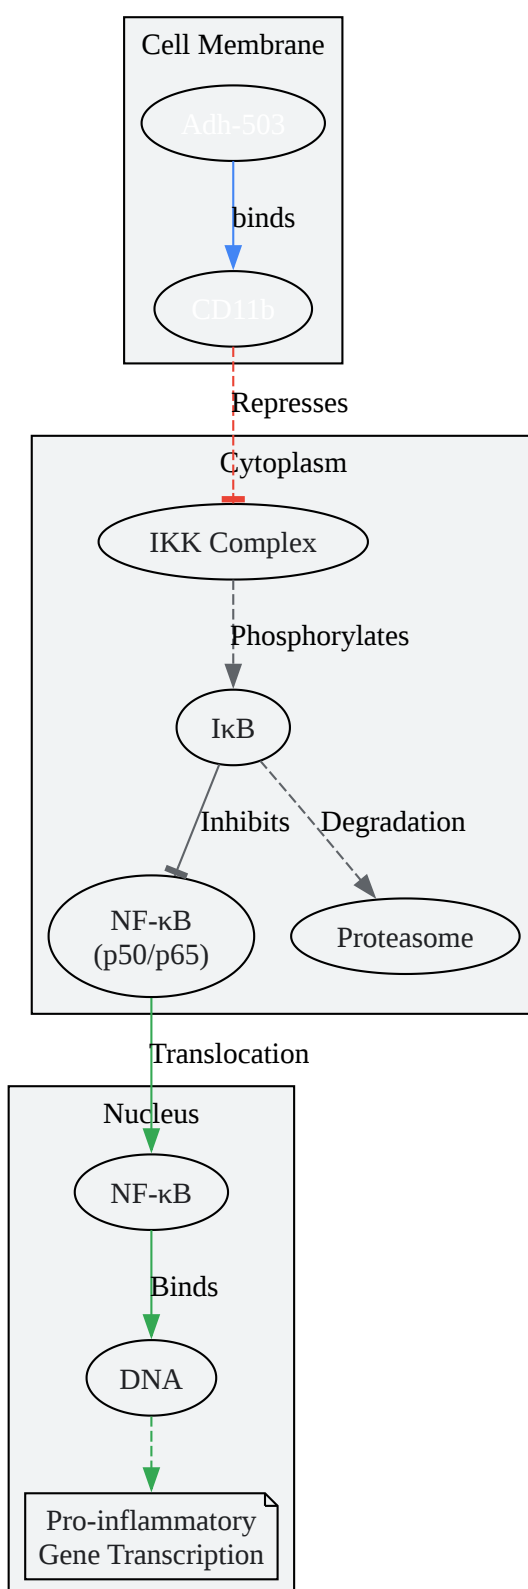 Cell Membrane
Adh-503
binds
CD11b
Represses
Cytoplasm
IKK Complex
Phosphorylates
IκB
Inhibits
Degradation
NF-κB
(p50/p65)
Proteasome
Translocation
Nucleus
NF-κB
Binds
DNA
Pro-inflammatory
Gene Transcription